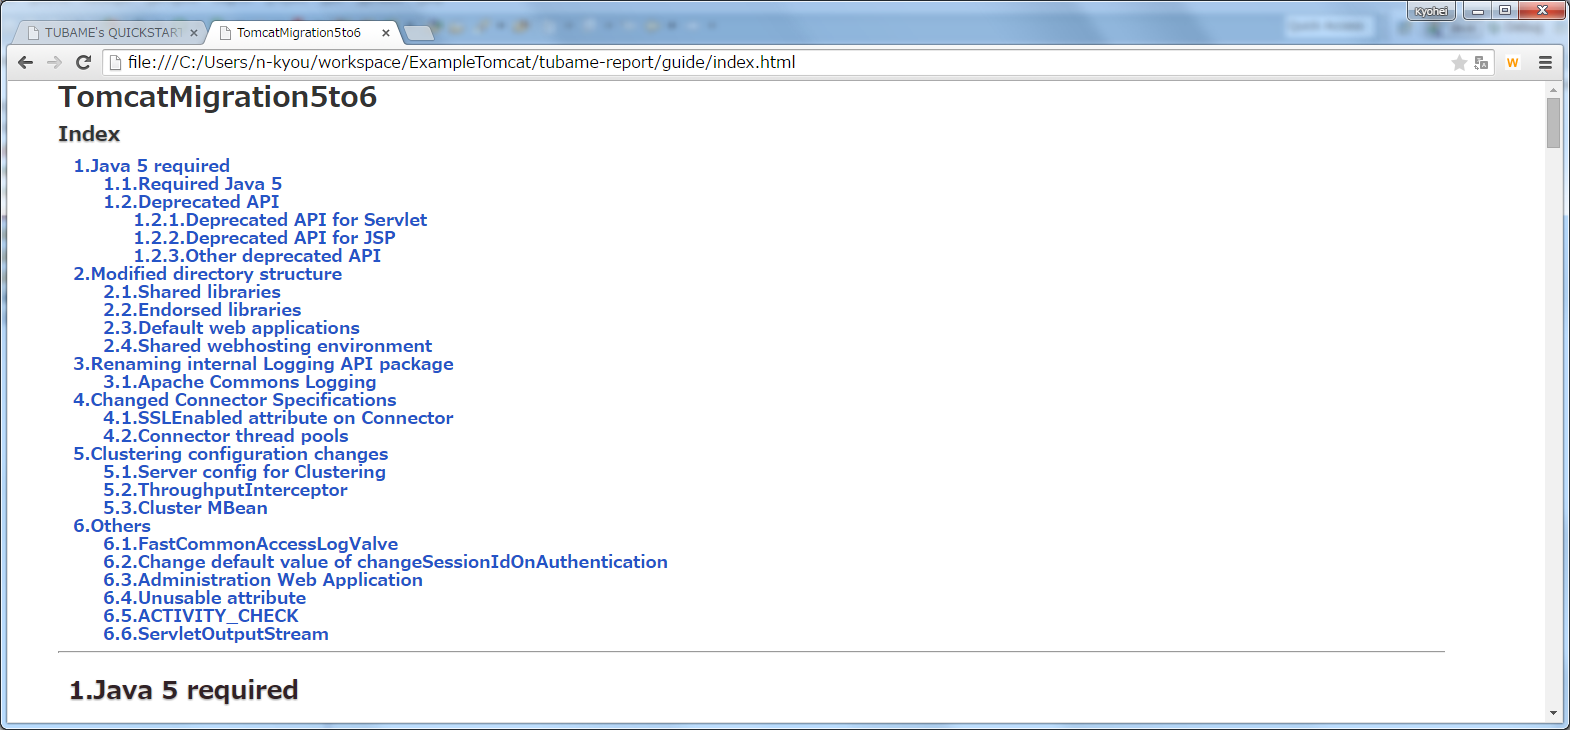 Kyohei
TUBAME's QUICKSTART
TomcatMigration5to6
file:///C:/Users/n-kyou/workspace/ExampleTomcat/tubame-report/guide/index.html
W
TomcatMigration5to6
Index
1.Java 5 required
1.1.Required Java 5
1.2.Deprecated API
1.2.1.Deprecated API for Servlet
1.2.2.Deprecated API for JSP
1.2.3.Other deprecated API
2.Modified directory structure
2.1.Shared libraries
2.2.Endorsed libraries
2.3.Default web applications
2.4.Shared webhosting environment
3.Renaming internal Logging API package
3.1.Apache Commons Logging
4.Changed Connector Specifications
4.1.SSLEnabled attribute on Connector
4.2.Connector thread pools
5.Clustering configuration changes
5.1.Server config for Clustering
5.2.ThroughputInterceptor
5.3.Cluster MBean
6.Others
6.1.FastCommonAccessLogValve
6.2.Change default value of changeSessionIdOnAuthentication
6.3.Administration Web Application
6.4.Unusable attribute
6.5.ACTIVITY_CHECK
6.6.ServletOutputStream
1.Java 5 required